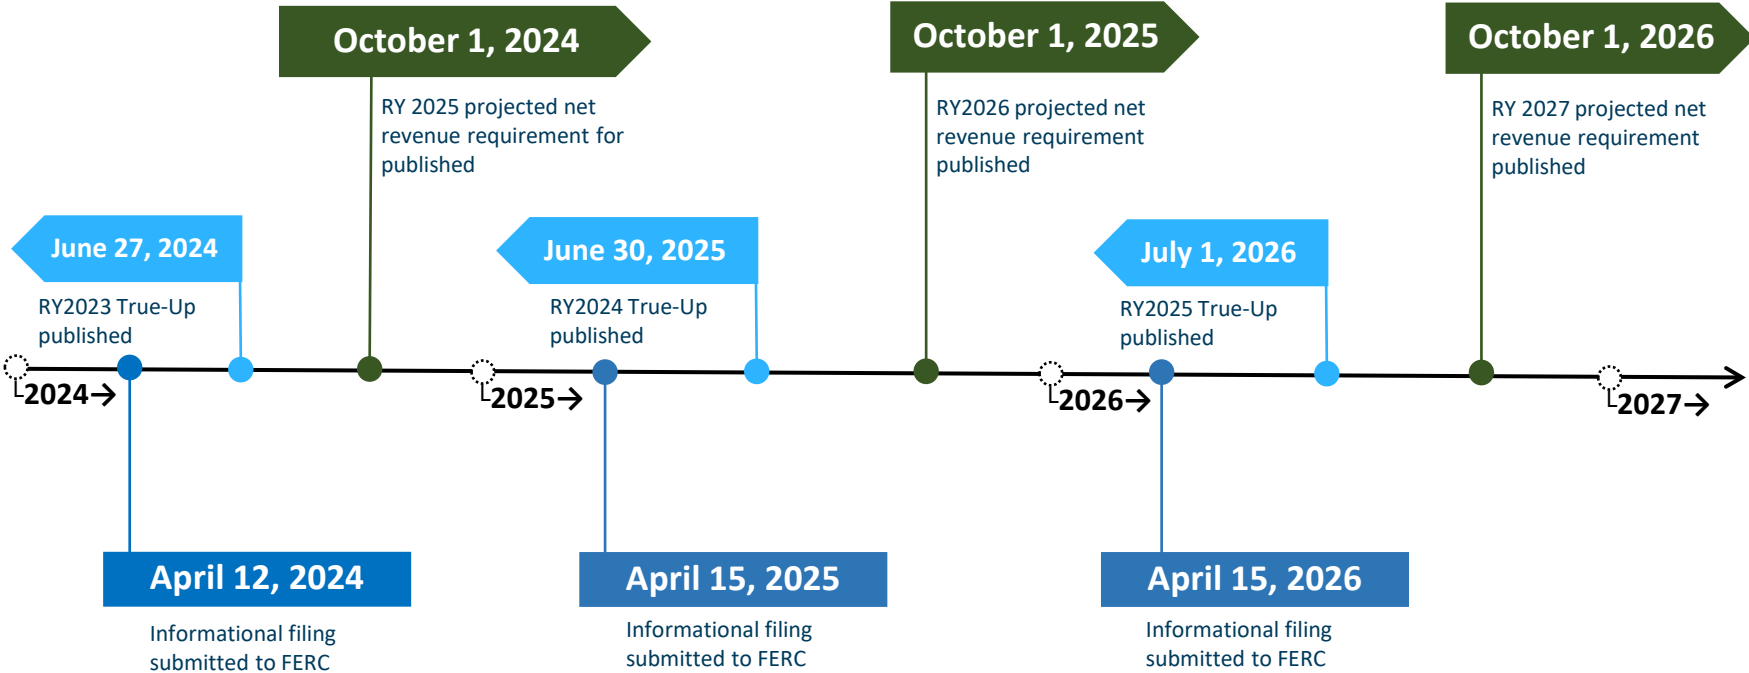 October 1, 2024
RY 2025 projected net
revenue requirement for
published
October 1, 2025
RY2026 projected net
revenue requirement
published
October 1, 2026
RY 2027 projected net
revenue requirement
published
June 27, 2024
RY2023 True-Up
published
June 30, 2025
RY2024 True-Up
published
July 1, 2026
RY2025 True-Up
published
2024→
2025→
2026→
2027→
April 12, 2024
Informational filing
submitted to FERC
April 15, 2025
Informational filing
submitted to FERC
April 15, 2026
Informational filing
submitted to FERC